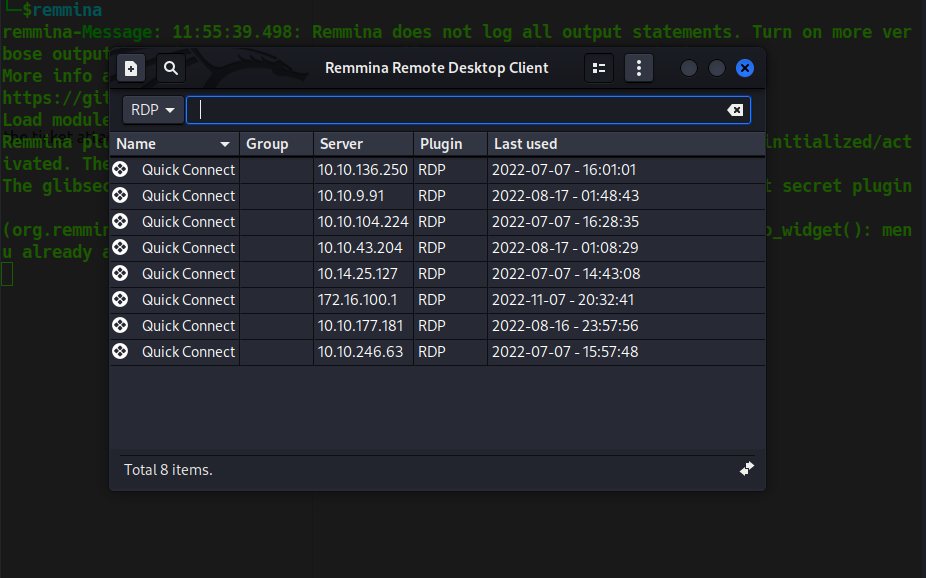 └─$remmina
remmina-Message: 11:55:39.498: Remmina does not log all output statements. Turn on more ver
bose output
More info a
https://git
Load module
Remmina plu initialized/act
ivated. The
The glibsec t secret plugin
(org.remmin o_widget(): men
u already a
Remmina Remote Desktop Client
RDP
Name Group Server Plugin Last used
Quick Connect 10.10.136.250 RDP 2022-07-07 - 16:01:01
Quick Connect 10.10.9.91 RDP 2022-08-17 - 01:48:43
Quick Connect 10.10.104.224 RDP 2022-07-07 - 16:28:35
Quick Connect 10.10.43.204 RDP 2022-08-17 - 01:08:29
Quick Connect 10.14.25.127 RDP 2022-07-07 - 14:43:08
Quick Connect 172.16.100.1 RDP 2022-11-07 - 20:32:41
Quick Connect 10.10.177.181 RDP 2022-08-16 - 23:57:56
Quick Connect 10.10.246.63 RDP 2022-07-07 - 15:57:48
Total 8 items.